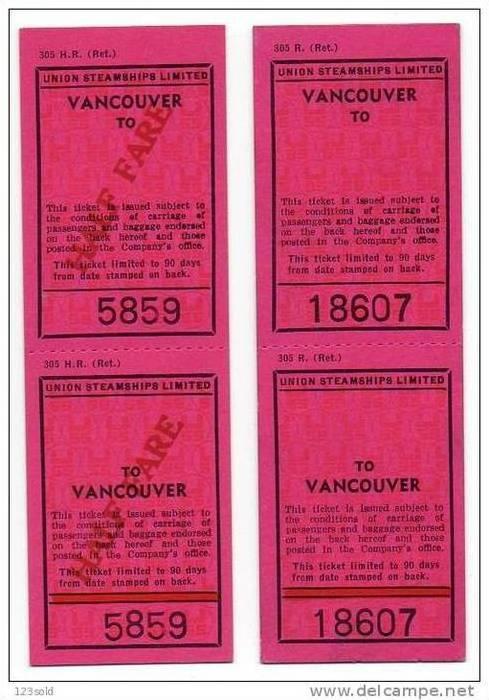 305 H.R. (Ret.)
UNION STEAMSHIPS LIMITED
VANCOUVER
TO
HALF FARE
This ticket is issued subject to
the conditions of carriage of
passengers and baggage endorsed
on the back hereof and those
posted in the Company's office.
This ticket limited to 90 days
from date stamped on back.
5859
305 H.R. (Ret.)
UNION STEAMSHIPS LIMITED
TO
VANCOUVER
HALF FARE
This ticket is issued subject to
the conditions of carriage of
passengers and baggage endorsed
on the back hereof and those
posted in the Company's office.
This ticket limited to 90 days
from date stamped on back.
5859
305 R. (Ret.)
UNION STEAMSHIPS LIMITED
VANCOUVER
TO
This ticket is issued subject to
the conditions of carriage of
passengers and baggage endorsed
on the back hereof and those
posted in the Company's office.
This ticket limited to 90 days
from date stamped on back.
18607
305 R. (Ret.)
UNION STEAMSHIPS LIMITED
TO
VANCOUVER
This ticket is issued subject to
the conditions of carriage of
passengers and baggage endorsed
on the back hereof and those
posted in the Company's office.
This ticket limited to 90 days
from date stamped on back.
18607
123sold
www.delcampe.net